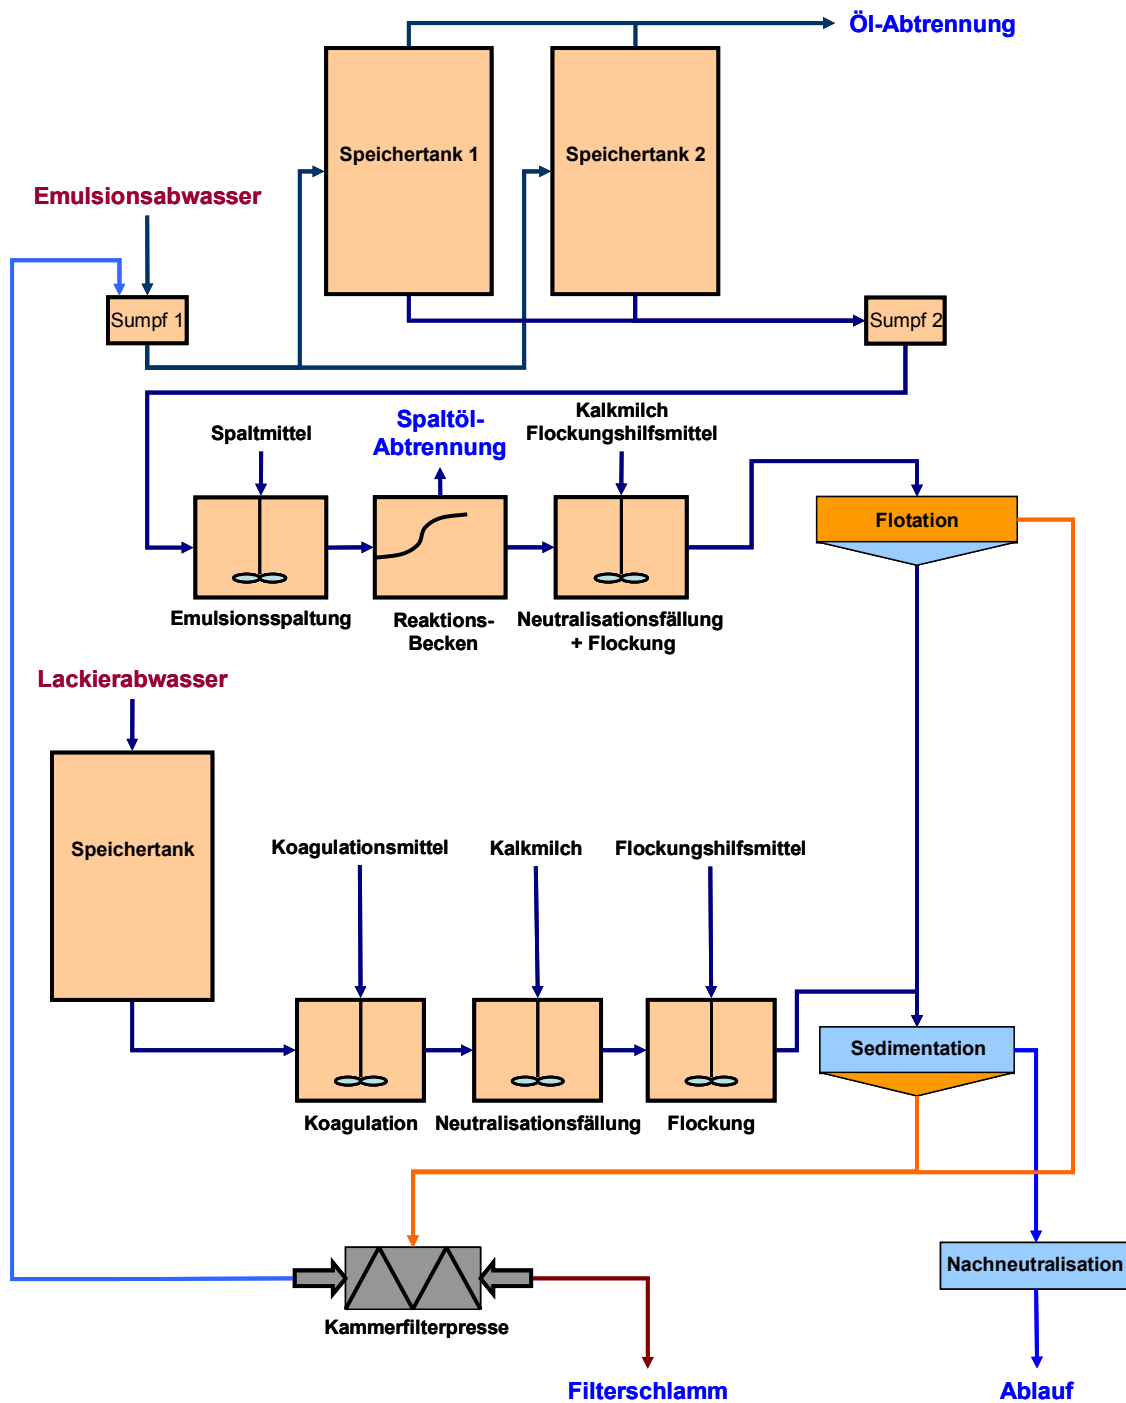 Öl-Abtrennung
Speichertank 1
Speichertank 2
Emulsionsabwasser
Sumpf 1
Sumpf 2
Kalkmilch
Flockungshilfsmittel
Spaltöl-
Abtrennung
Spaltmittel
Flotation
Emulsionsspaltung
Reaktions-
Becken
Neutralisationsfällung
+ Flockung
Lackierabwasser
Speichertank
Koagulationsmittel
Kalkmilch
Flockungshilfsmittel
Sedimentation
Koagulation
Neutralisationsfällung
Flockung
Nachneutralisation
Kammerfilterpresse
Filterschlamm
Ablauf